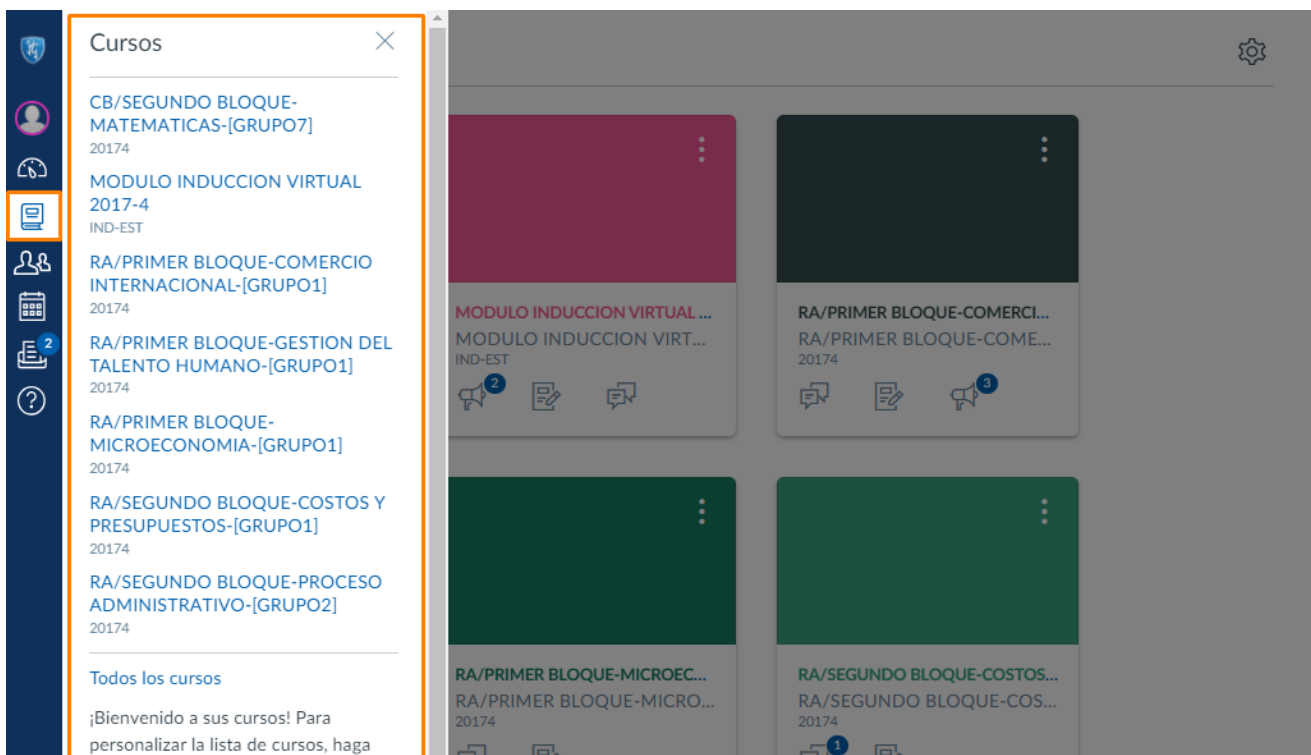 Cursos
CB/SEGUNDO BLOQUE-
MATEMATICAS-[GRUPO7]
20174
MODULO INDUCCION VIRTUAL
2017-4
IND-EST
RA/PRIMER BLOQUE-COMERCIO
INTERNACIONAL-[GRUPO1]
20174
RA/PRIMER BLOQUE-GESTION DEL
TALENTO HUMANO-[GRUPO1]
20174
RA/PRIMER BLOQUE-
MICROECONOMIA-[GRUPO1]
20174
RA/SEGUNDO BLOQUE-COSTOS Y
PRESUPUESTOS-[GRUPO1]
20174
RA/SEGUNDO BLOQUE-PROCESO
ADMINISTRATIVO-[GRUPO2]
20174
Todos los cursos
¡Bienvenido a sus cursos! Para
personalizar la lista de cursos, haga
2
MODULO INDUCCION VIRTUAL ...
MODULO INDUCCION VIRT...
IND-EST
2
RA/PRIMER BLOQUE-COMERCI...
RA/PRIMER BLOQUE-COME...
20174
3
RA/PRIMER BLOQUE-MICROEC...
RA/PRIMER BLOQUE-MICRO...
20174
RA/SEGUNDO BLOQUE-COSTOS...
RA/SEGUNDO BLOQUE-COS...
20174
1